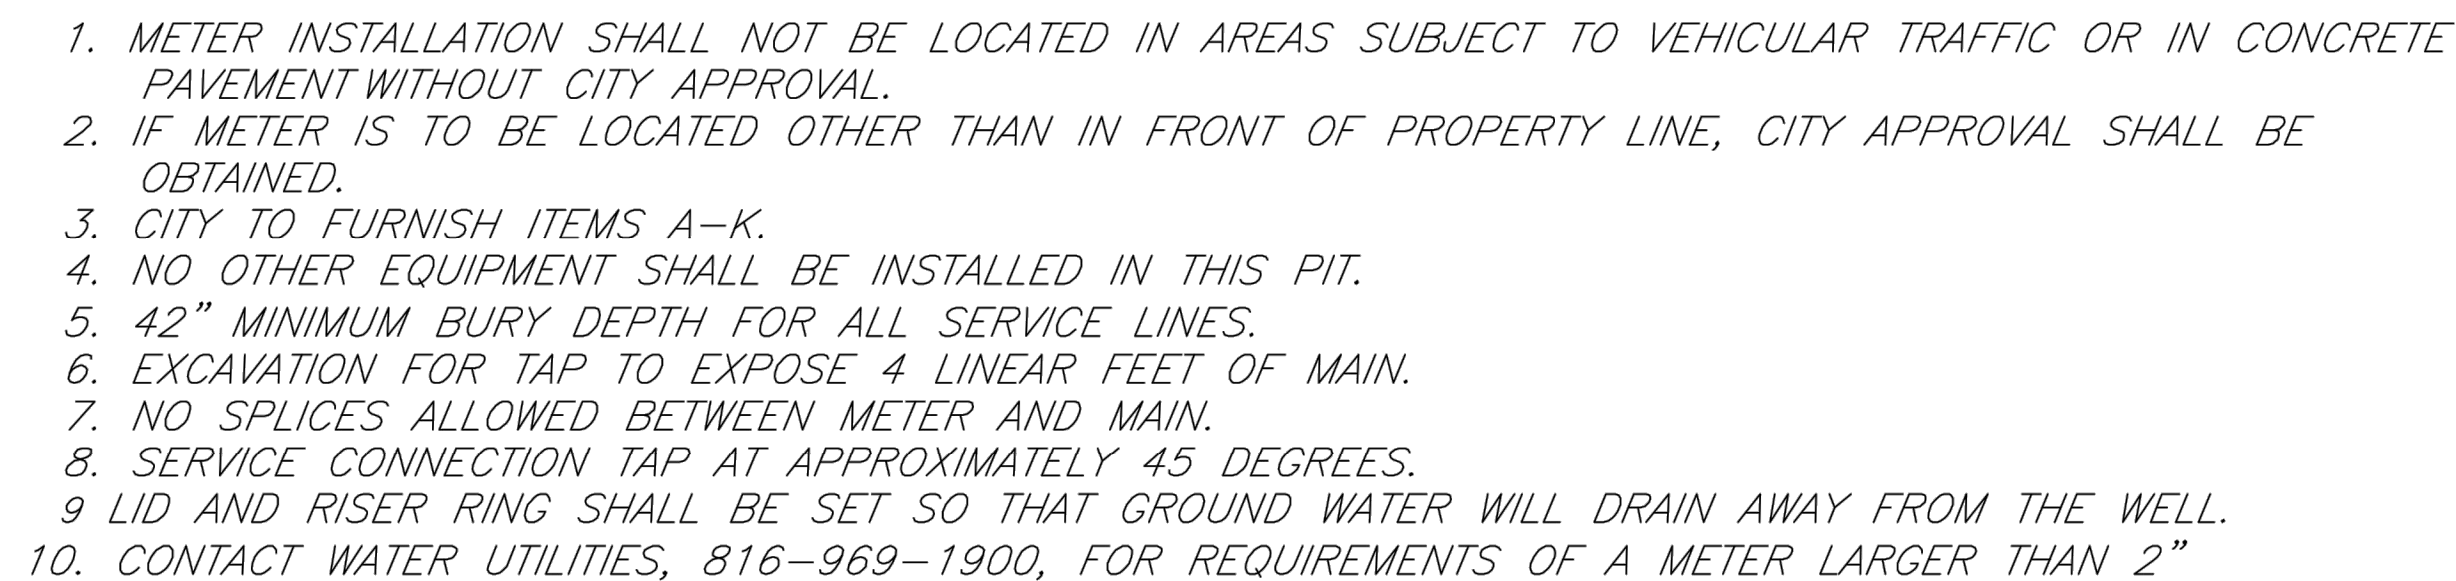 1. METER INSTALLATION SHALL NOT BE LOCATED IN AREAS SUBJECT TO VEHICULAR TRAFFIC OR IN CONCRETE
PAVEMENT WITHOUT CITY APPROVAL.
2. IF METER IS TO BE LOCATED OTHER THAN IN FRONT OF PROPERTY LINE, CITY APPROVAL SHALL BE
OBTAINED.
3. CITY TO FURNISH ITEMS A-K.
4. NO OTHER EQUIPMENT SHALL BE INSTALLED IN THIS PIT.
5. 42" MINIMUM BURY DEPTH FOR ALL SERVICE LINES.
6. EXCAVATION FOR TAP TO EXPOSE 4 LINEAR FEET OF MAIN.
7. NO SPLICES ALLOWED BETWEEN METER AND MAIN.
8. SERVICE CONNECTION TAP AT APPROXIMATELY 45 DEGREES.
9 LID AND RISER RING SHALL BE SET SO THAT GROUND WATER WILL DRAIN AWAY FROM THE WELL.
10. CONTACT WATER UTILITIES, 816-969-1900, FOR REQUIREMENTS OF A METER LARGER THAN 2"